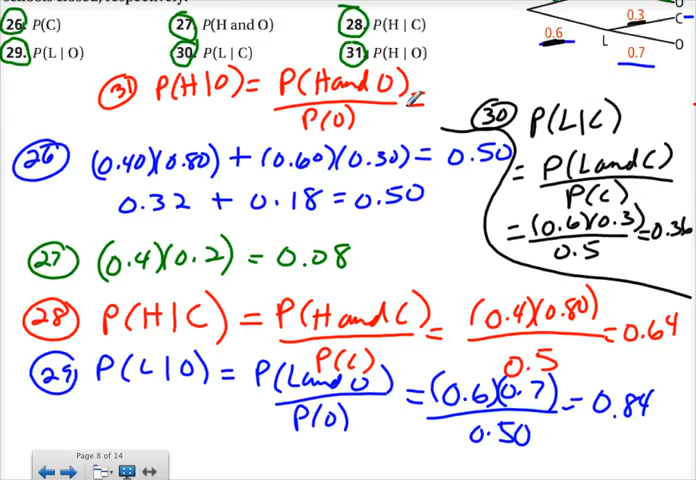 schools closed, respectively.
26. P(C) 27. P(H and O) 28. P(H | C)
29. P(L | O) 30. P(L | C) 31. P(H | O)
0.3
C
0.6
L
O
0.7
31 P(H|O) = P(H and O) / P(O) =
30 P(L|C)
= P(L and C) / P(C)
= (0.6)(0.3) / 0.5 = 0.36
26 (0.40)(0.80) + (0.60)(0.30) = 0.50
0.32 + 0.18 = 0.50
27 (0.4)(0.2) = 0.08
28 P(H|C) = P(H and C) / P(C) = (0.4)(0.80) / 0.5 = 0.64
29 P(L|O) = P(L and O) / P(O) = (0.6)(0.7) / 0.50 = 0.84
Page 8 of 14